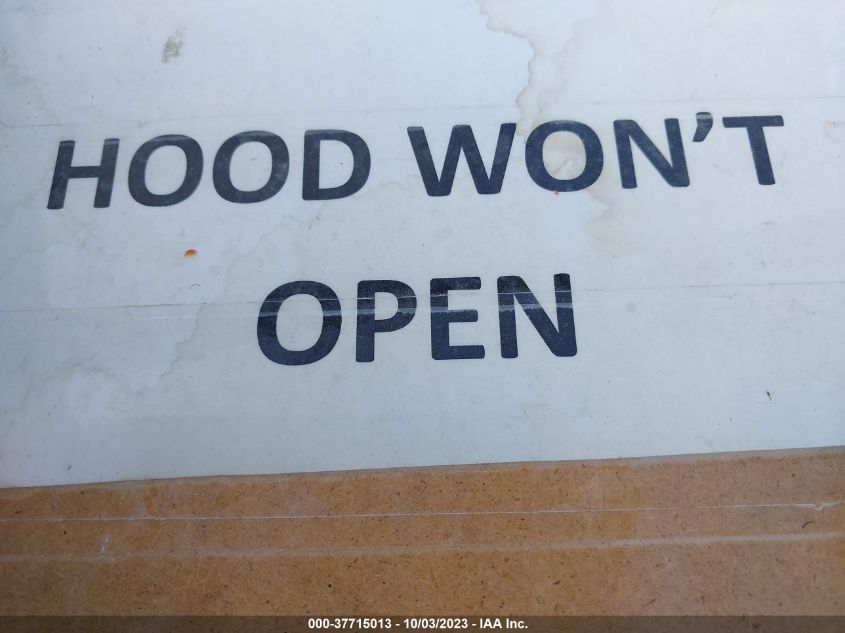 HOOD WON’T
OPEN
000-37715013 - 10/03/2023 - IAA Inc.